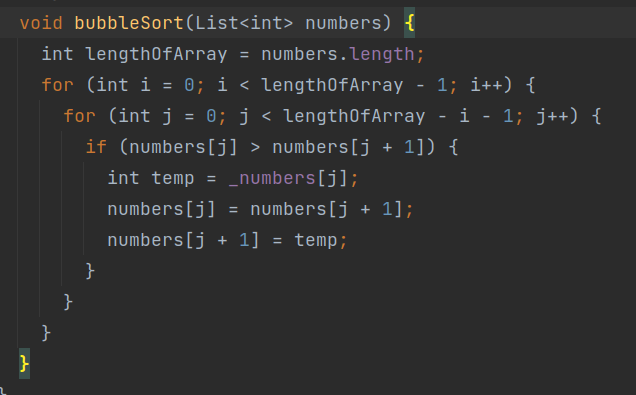 void bubbleSort(List<int> numbers) {
  int lengthOfArray = numbers.length;
  for (int i = 0; i < lengthOfArray - 1; i++) {
    for (int j = 0; j < lengthOfArray - i - 1; j++) {
      if (numbers[j] > numbers[j + 1]) {
        int temp = _numbers[j];
        numbers[j] = numbers[j + 1];
        numbers[j + 1] = temp;
      }
    }
  }
}
}